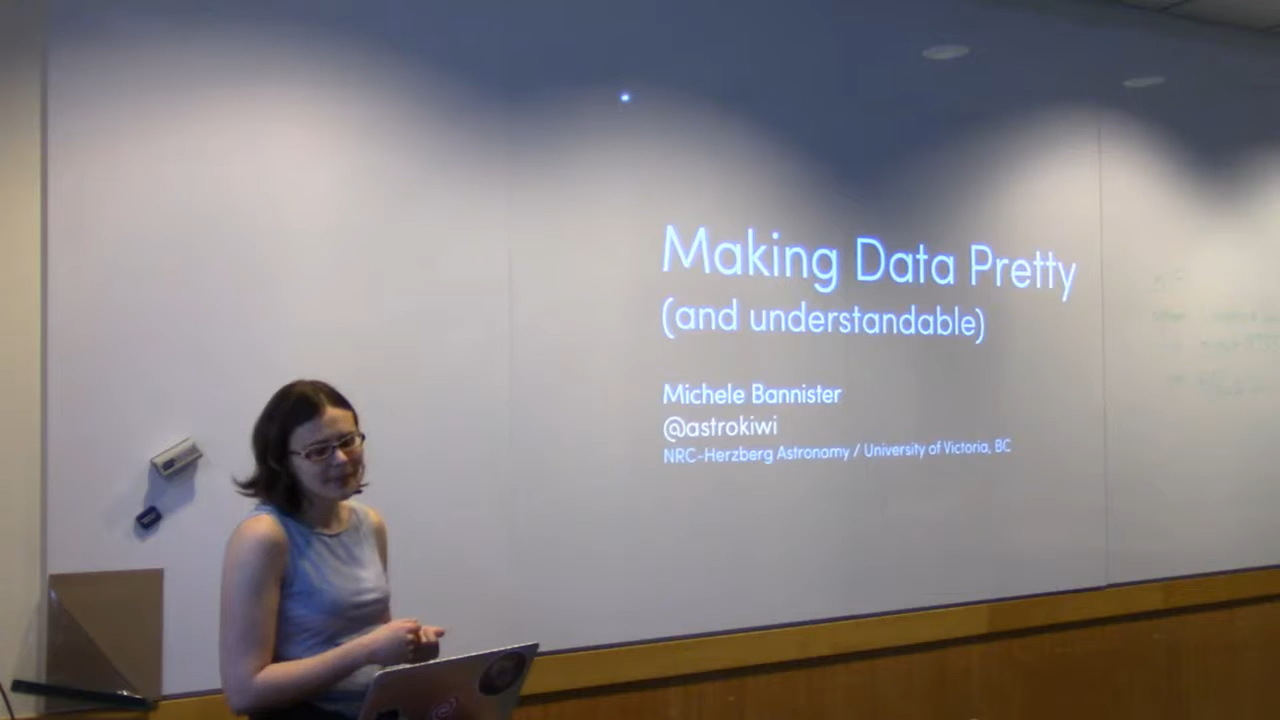 Making Data Pretty
(and understandable)
Michele Bannister
@astrokiwi
NRC-Herzberg Astronomy / University of Victoria, BC